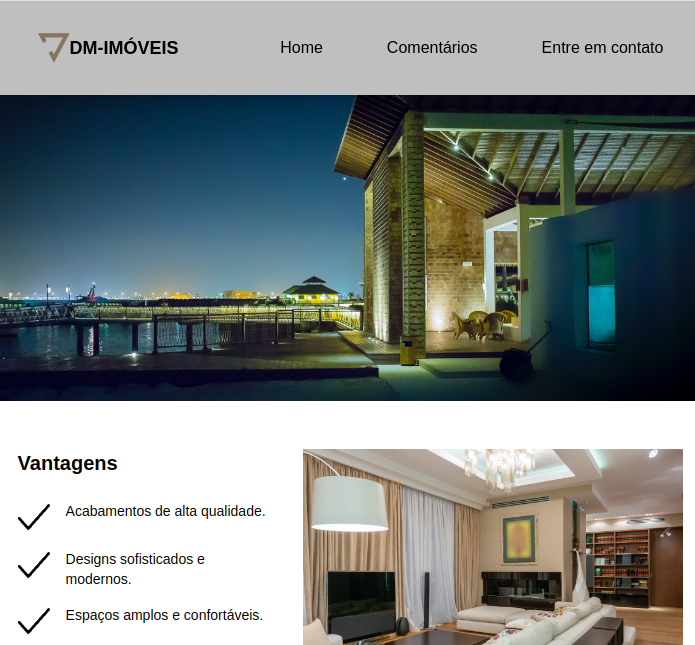 DM-IMÓVEIS
Home
Comentários
Entre em contato
Vantagens
Acabamentos de alta qualidade.
Designs sofisticados e
modernos.
Espaços amplos e confortáveis.